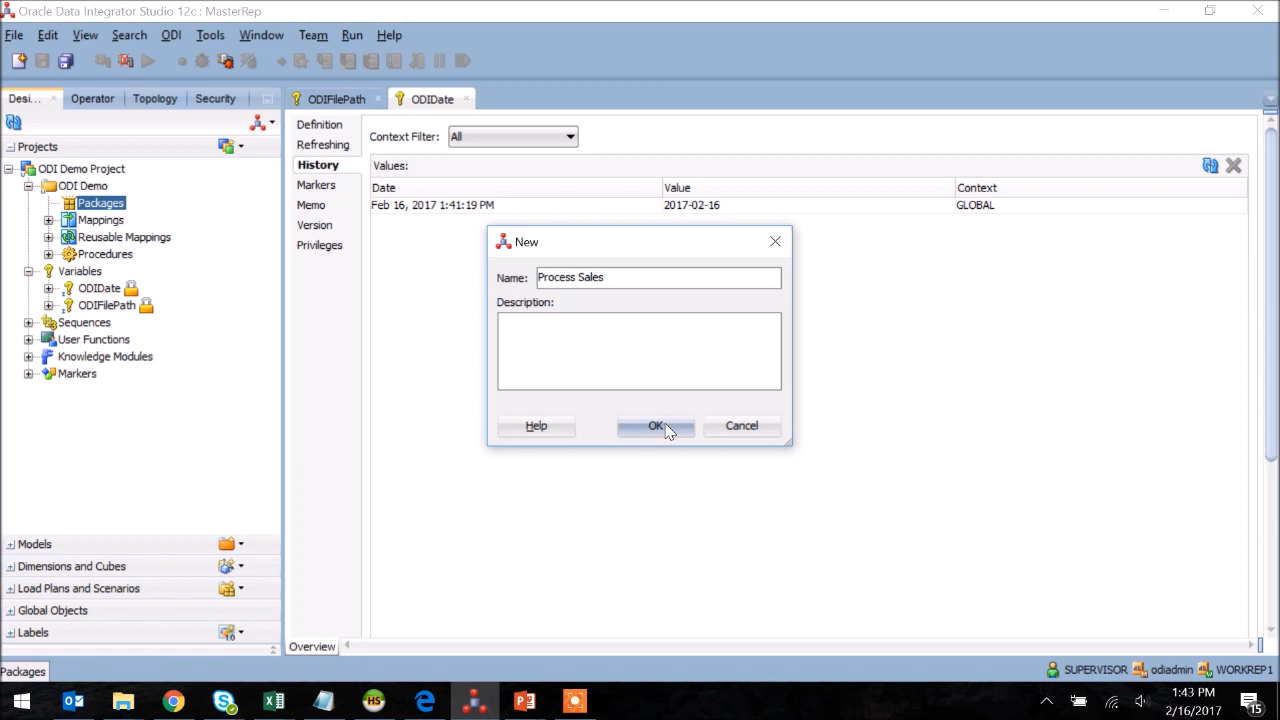 Oracle Data Integrator Studio 12c : MasterRep
File Edit View Search ODI Tools Window Team Run Help
Desi... Operator Topology Security
ODIFilePath ODIDate
Projects
ODI Demo Project
ODI Demo
Packages
Mappings
Reusable Mappings
Procedures
Variables
ODIDate
ODIFilePath
Sequences
User Functions
Knowledge Modules
Markers
Models
Dimensions and Cubes
Load Plans and Scenarios
Global Objects
Labels
Definition
Refreshing
History
Markers
Memo
Version
Privileges
Context Filter: All
Values:
Date Value Context
Feb 16, 2017 1:41:19 PM 2017-02-16 GLOBAL
New
Name: Process Sales
Description:
Help OK Cancel
Overview
Packages
SUPERVISOR odiadmin WORKREP1
1:43 PM
2/16/2017
15